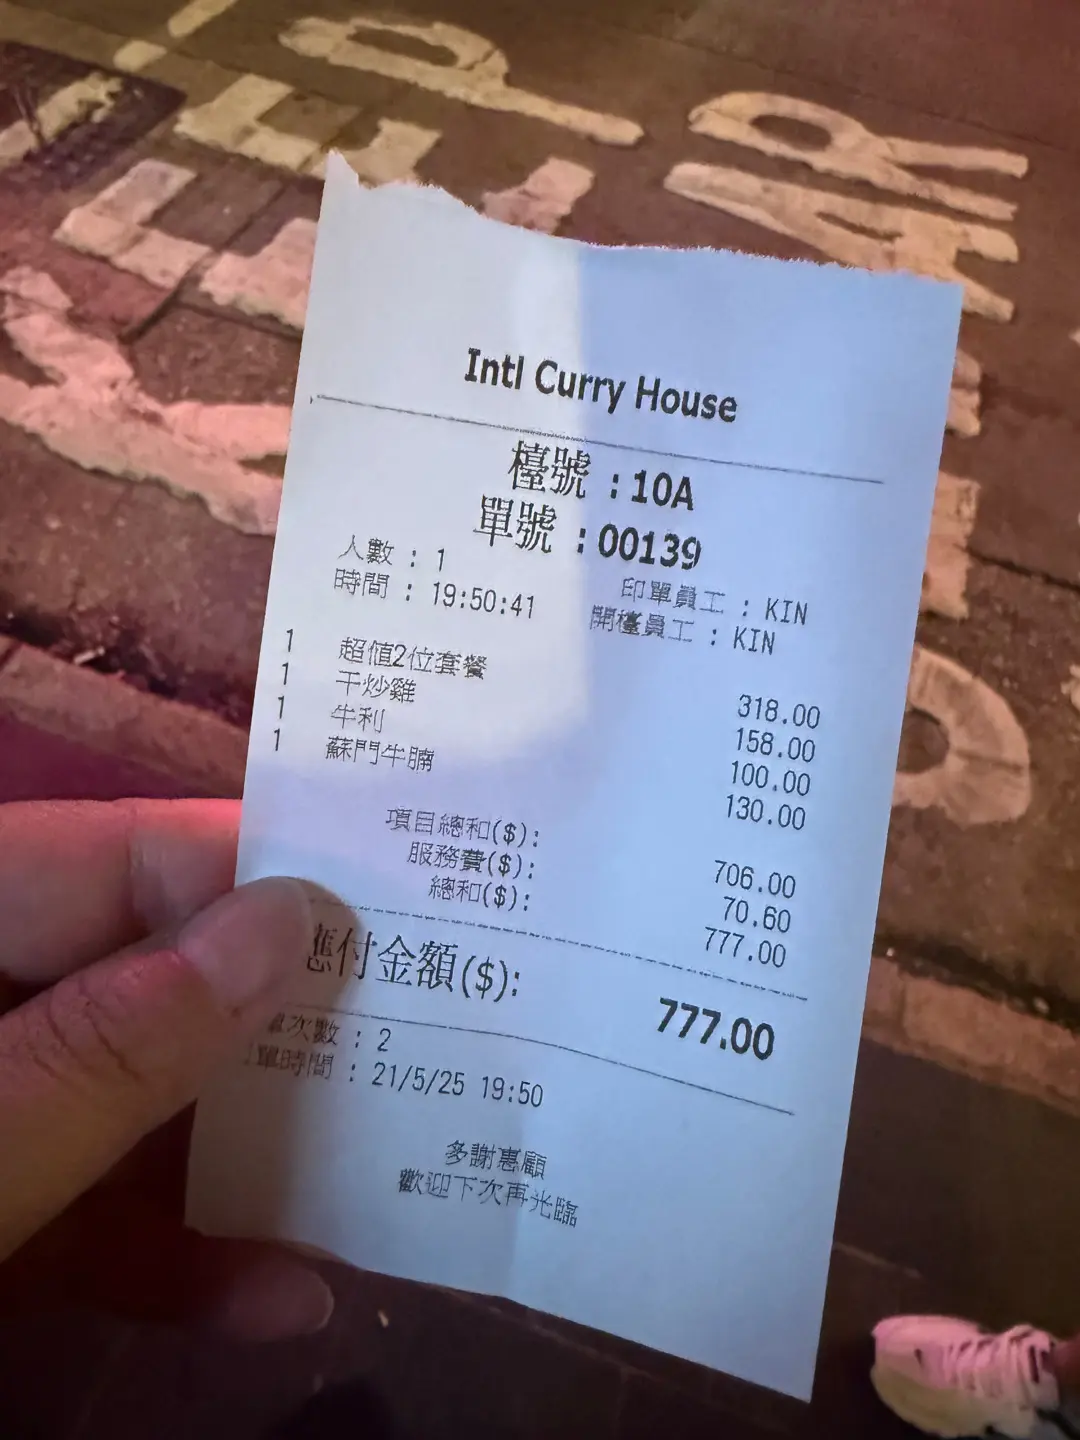 Intl Curry House
檯號 : 10A
單號 : 00139
人數 : 1
印單員工 : KIN
時間 : 19:50:41
開檯員工 : KIN
1 超值2位套餐 318.00
1 干炒雞 158.00
1 牛利 100.00
1 蘇門牛腩 130.00
項目總和($): 706.00
服務費($): 70.60
總和($): 777.00
應付金額($): 777.00
單次數 : 2
單時間 : 21/5/25 19:50
多謝惠顧
歡迎下次再光臨